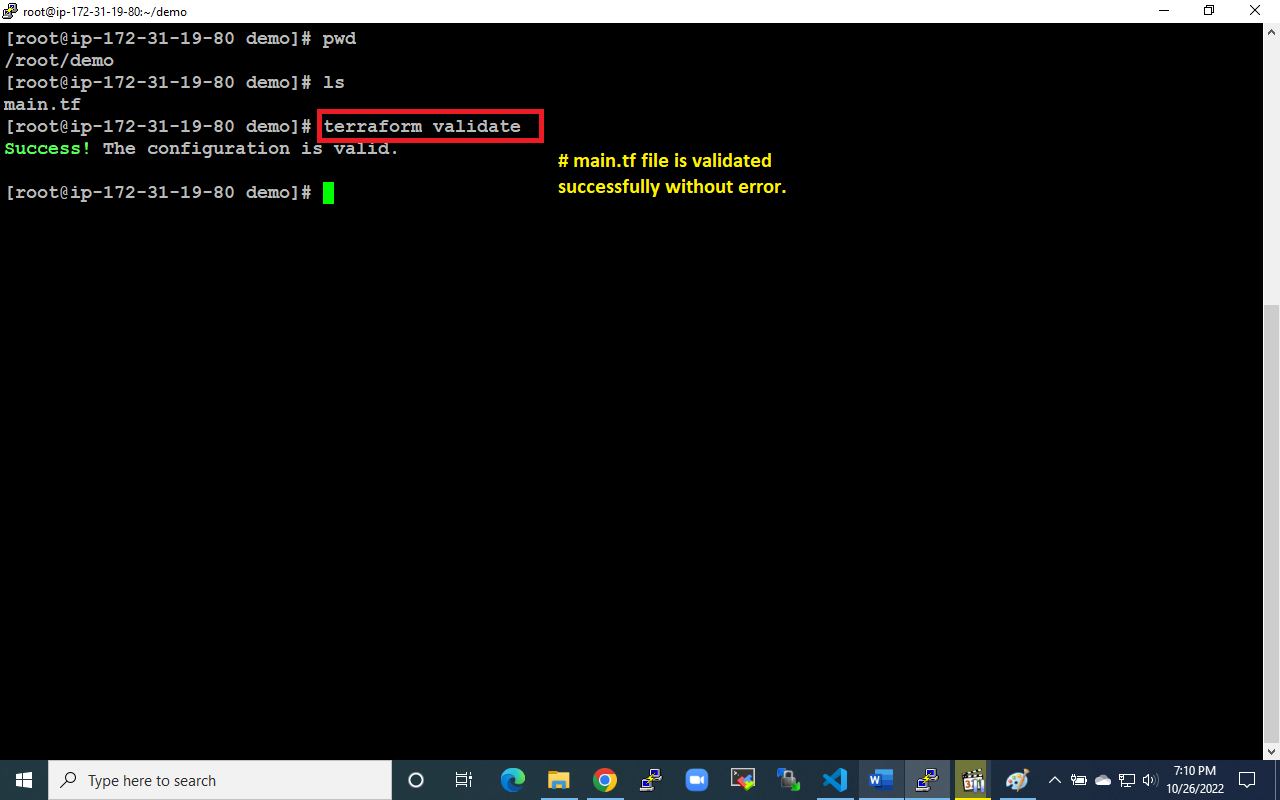 root@ip-172-31-19-80:~/demo
[root@ip-172-31-19-80 demo]# pwd
/root/demo
[root@ip-172-31-19-80 demo]# ls
main.tf
[root@ip-172-31-19-80 demo]# terraform validate
Success! The configuration is valid.
# main.tf file is validated
successfully without error.
[root@ip-172-31-19-80 demo]#
Type here to search
7:10 PM
10/26/2022